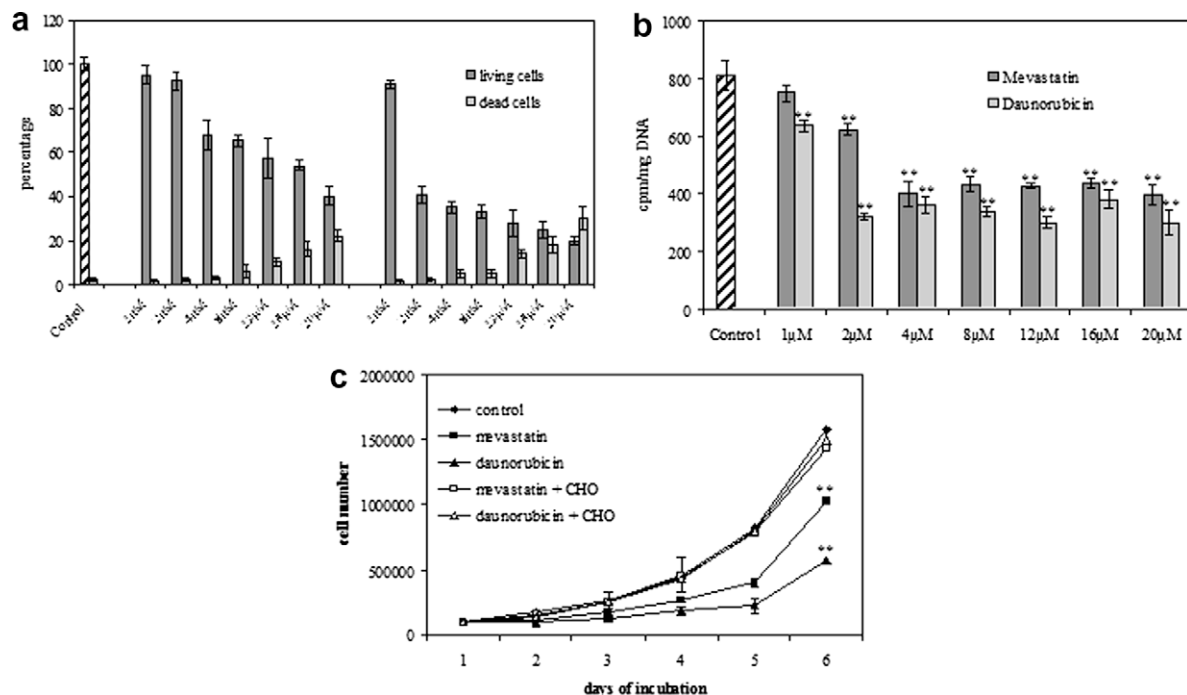 a
120
100
80
60
40
20
0
percentage
living cells
dead cells
Control
b
1000
800
600
400
200
0
cpm/mg DNA
Mevastatin
Daunorubicin
** ** ** ** ** ** ** ** ** ** ** ** **
Control 1µM 2µM 4µM 8µM 12µM 16µM 20µM
c
2000000
1500000
1000000
500000
0
cell number
control
mevastatin
daunorubicin
mevastatin + CHO
daunorubicin + CHO
**
**
1 2 3 4 5 6
days of incubation